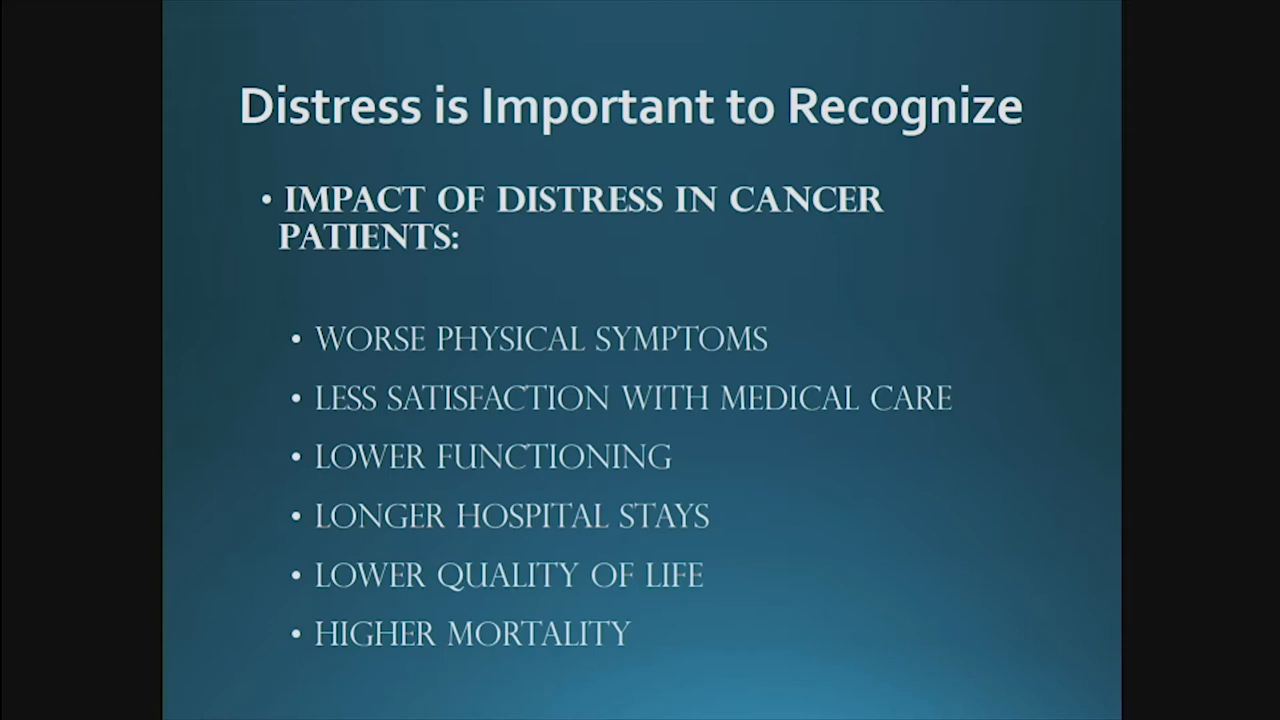 Distress is Important to Recognize
• IMPACT OF DISTRESS IN CANCER
PATIENTS:
• WORSE PHYSICAL SYMPTOMS
• LESS SATISFACTION WITH MEDICAL CARE
• LOWER FUNCTIONING
• LONGER HOSPITAL STAYS
• LOWER QUALITY OF LIFE
• HIGHER MORTALITY